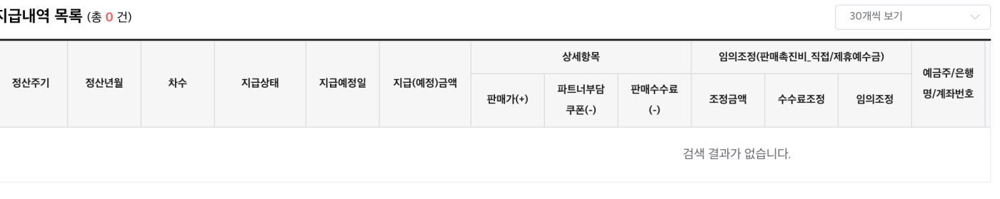 지급내역 목록 (총 0 건)
30개씩 보기
정산주기
정산년월
차수
지급상태
지급예정일
지급(예정)금액
상세항목
판매가(+)
파트너부담
쿠폰(-)
판매수수료
(-)
임의조정(판매촉진비_직접/제휴예수금)
조정금액
수수료조정
임의조정
예금주/은행
명/계좌번호
검색 결과가 없습니다.